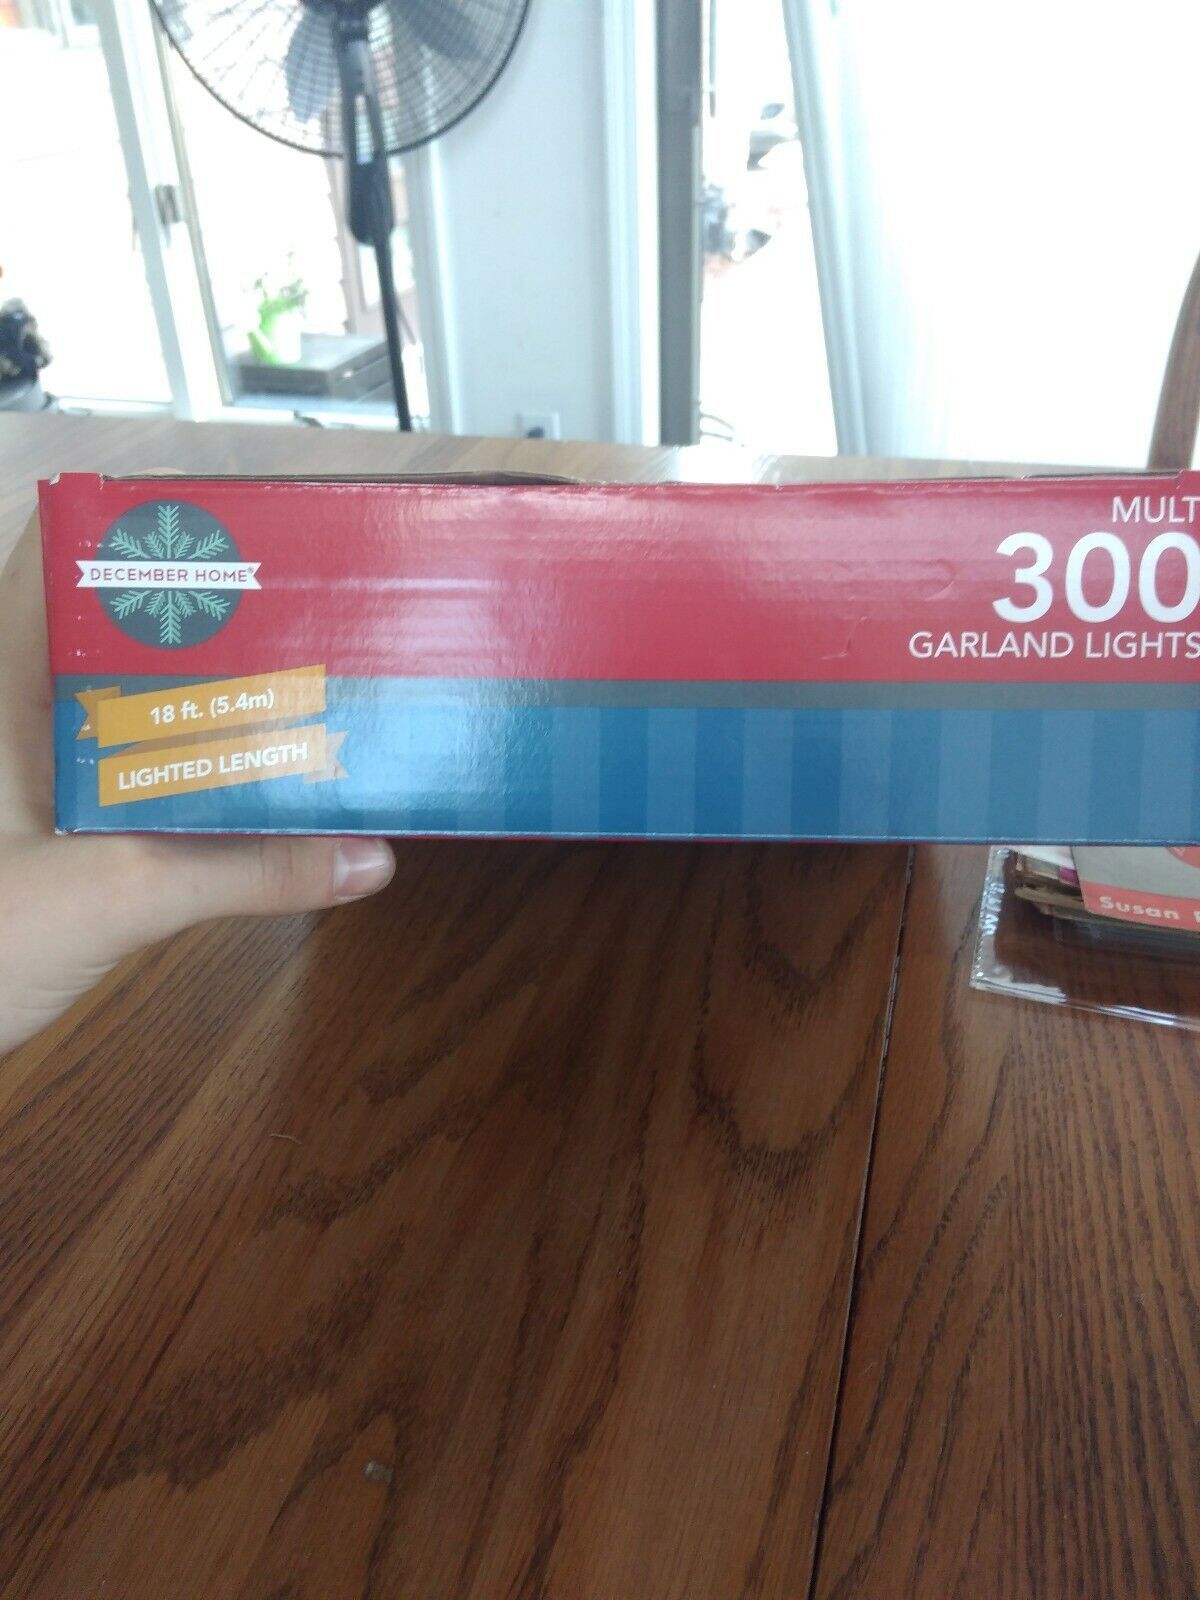 DECEMBER HOME®
MULT
300
GARLAND LIGHTS
18 ft. (5.4m)
LIGHTED LENGTH
Susan